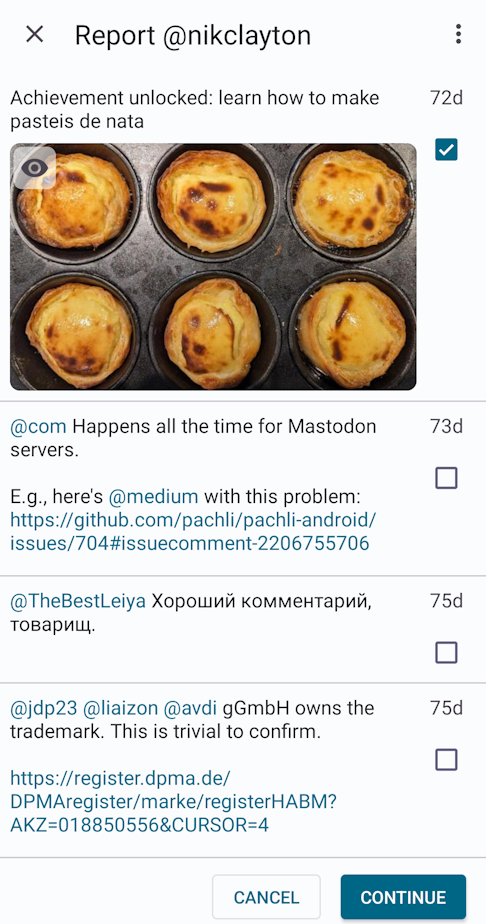 Report @nikclayton
Achievement unlocked: learn how to make
72d
pasteis de nata
@com Happens all the time for Mastodon
73d
servers.
E.g., here's @medium with this problem:
https://github.com/pachli/pachli-android/
issues/704#issuecomment-2206755706
@TheBestLeiya Хороший комментарий,
75d
товарищ.
@jdp23 @liaizon @avdi gGmbH owns the
75d
trademark. This is trivial to confirm.
https://register.dpma.de/
DPMAregister/marke/registerHABM?
AKZ=018850556&CURSOR=4
CANCEL
CONTINUE